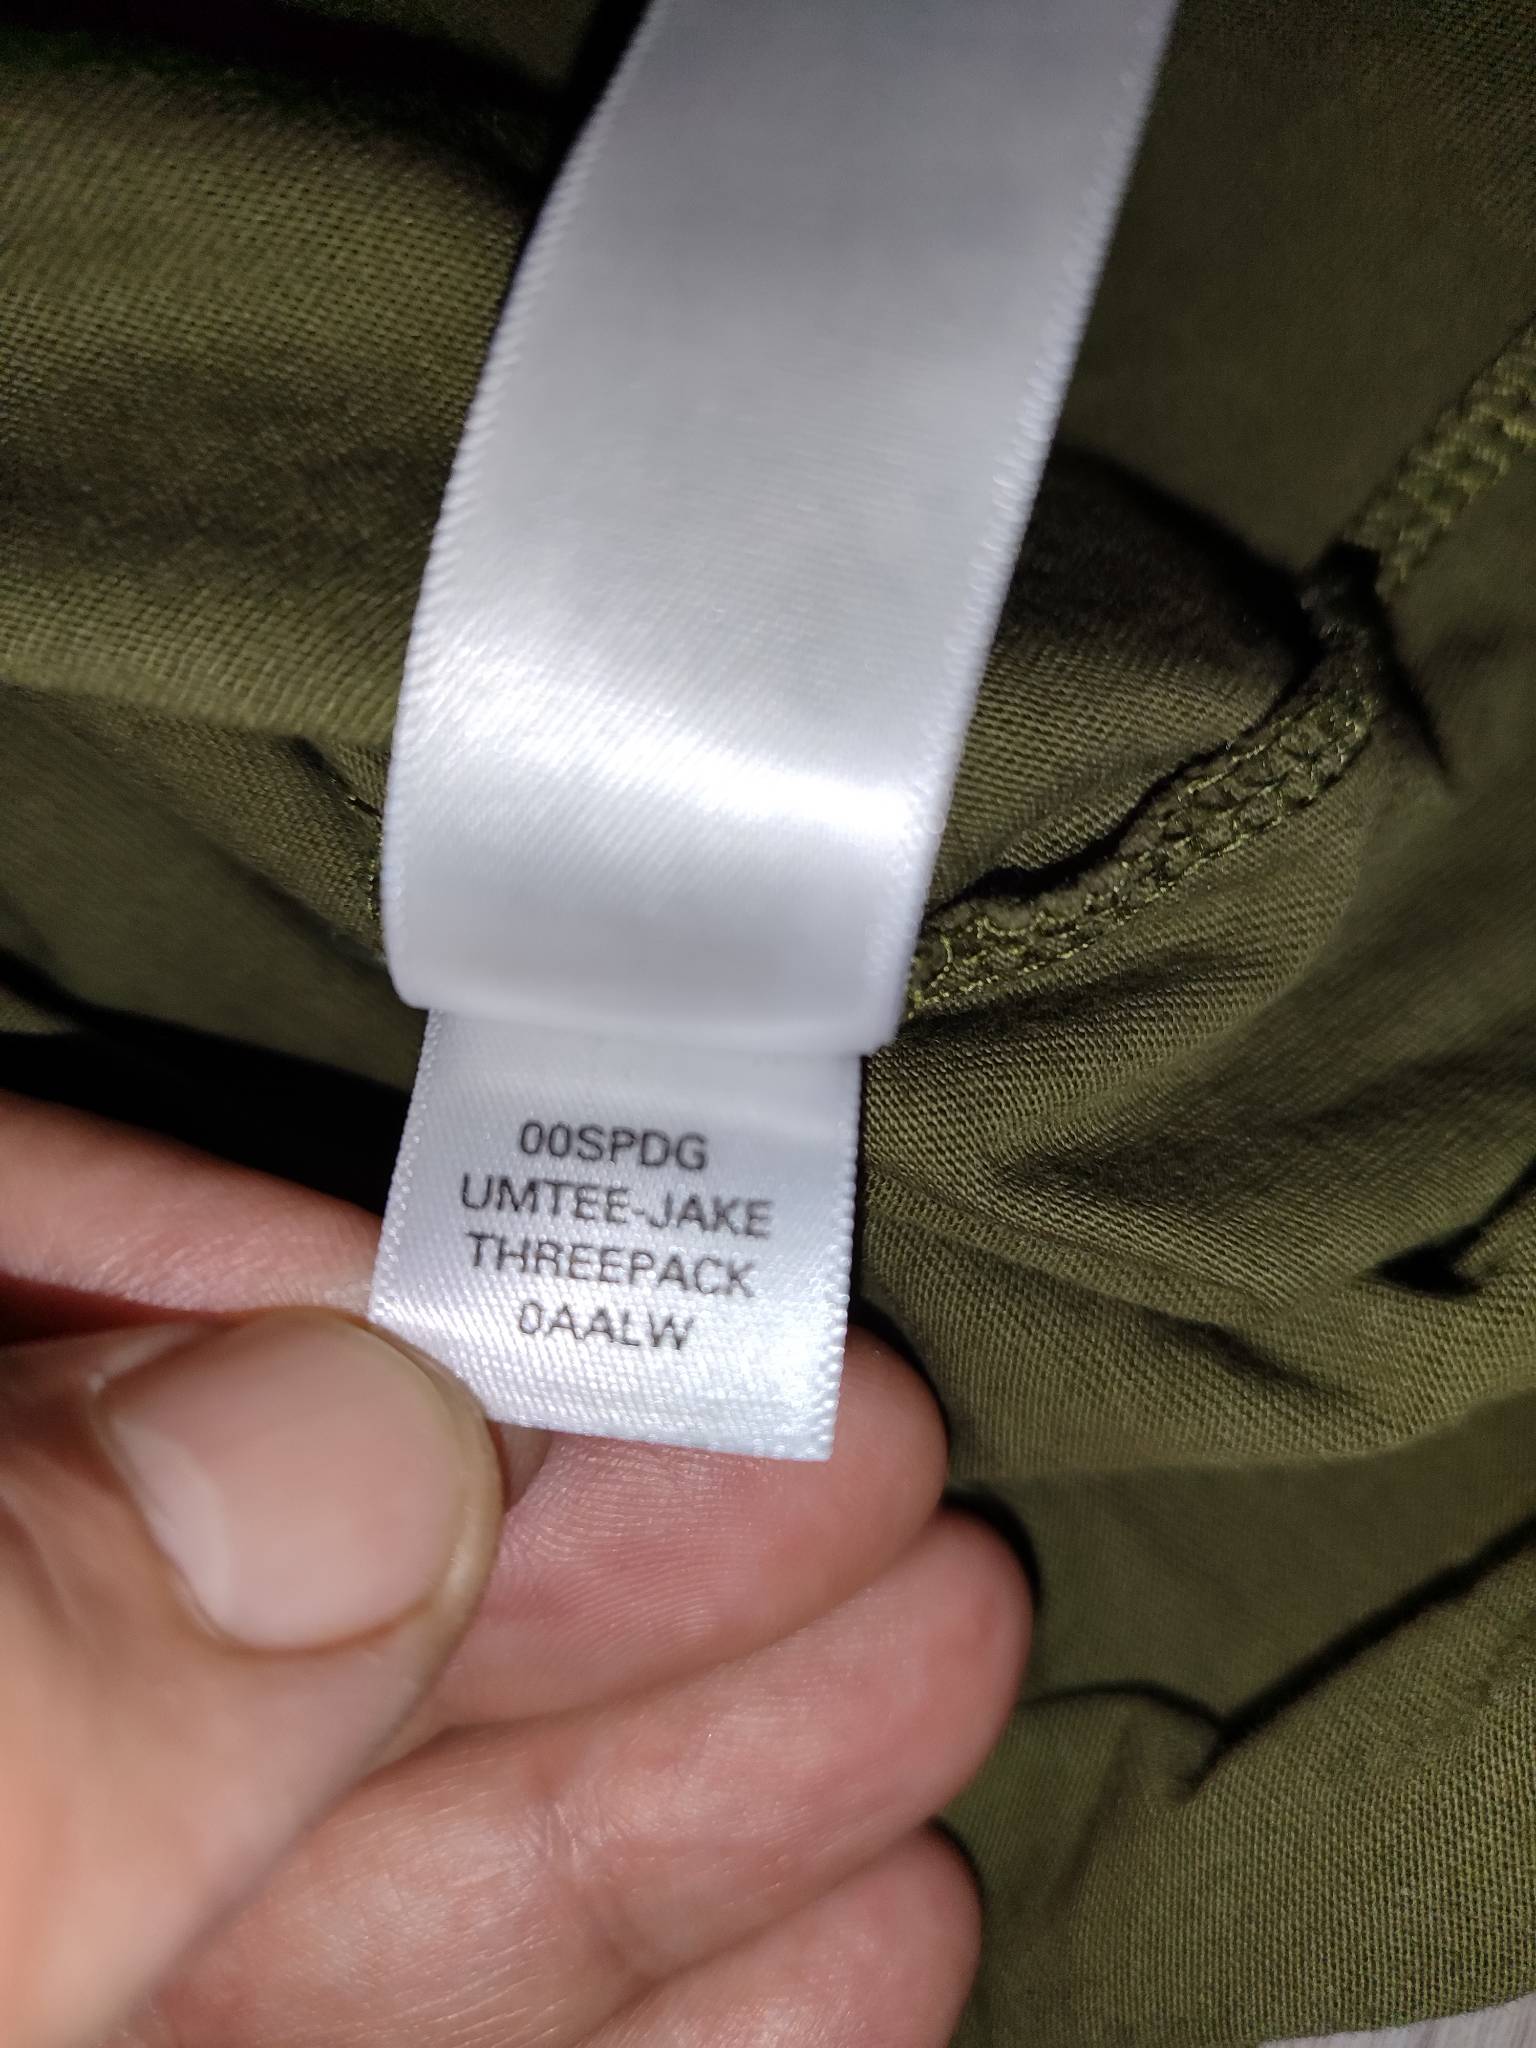 00SPDG
UMTEE-JAKE
THREEPACK
0AALW